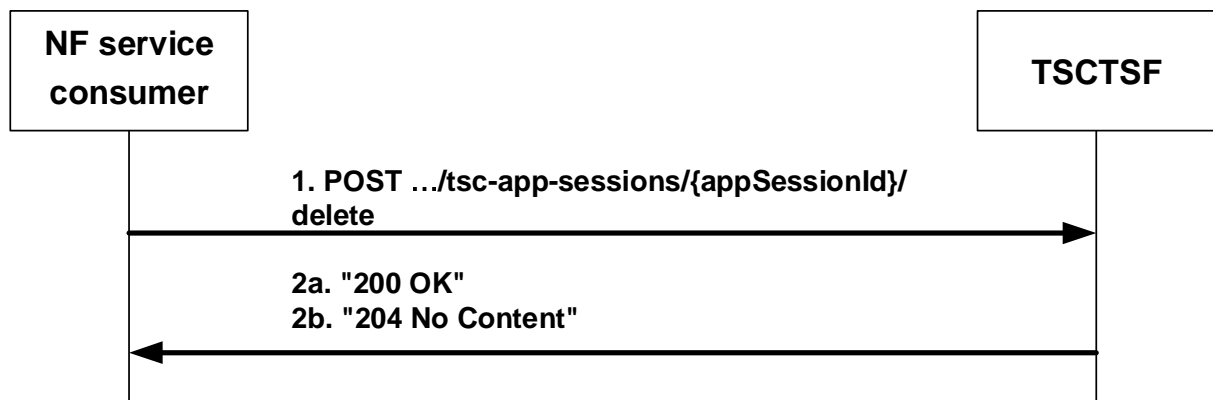 NF service
consumer
TSCTSF
1. POST …/tsc-app-sessions/{appSessionId}/
delete
2a. "200 OK"
2b. "204 No Content"